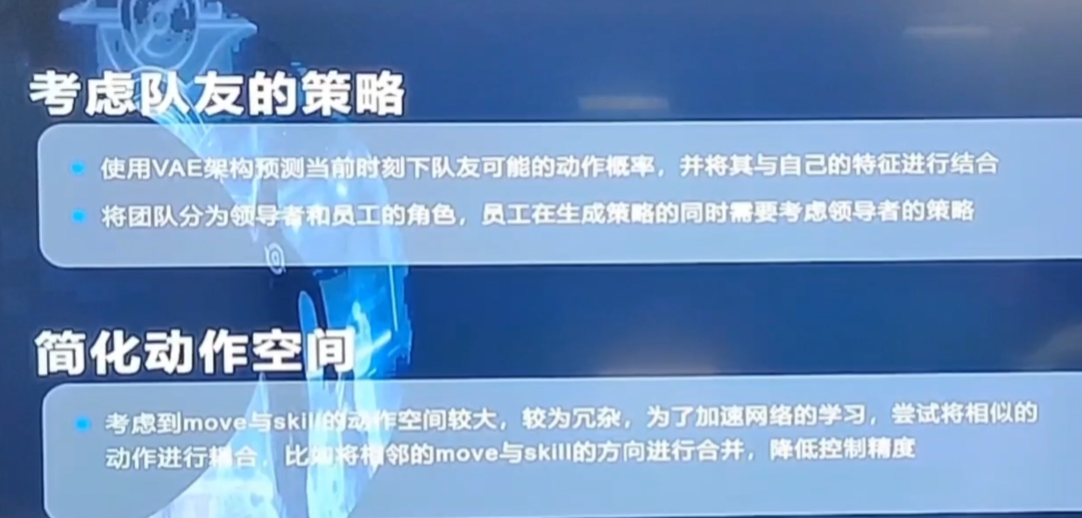 考虑队友的策略
使用VAE架构预测当前时刻下队友可能的动作概率，并将其与自己的特征进行结合
将团队分为领导者和员工的角色，员工在生成策略的同时需要考虑领导者的策略
简化动作空间
考虑到move与skill的动作空间较大，较为冗杂，为了加速网络的学习，尝试将相似的
动作进行耦合，比如将相邻的move与skill的方向进行合并，降低控制精度